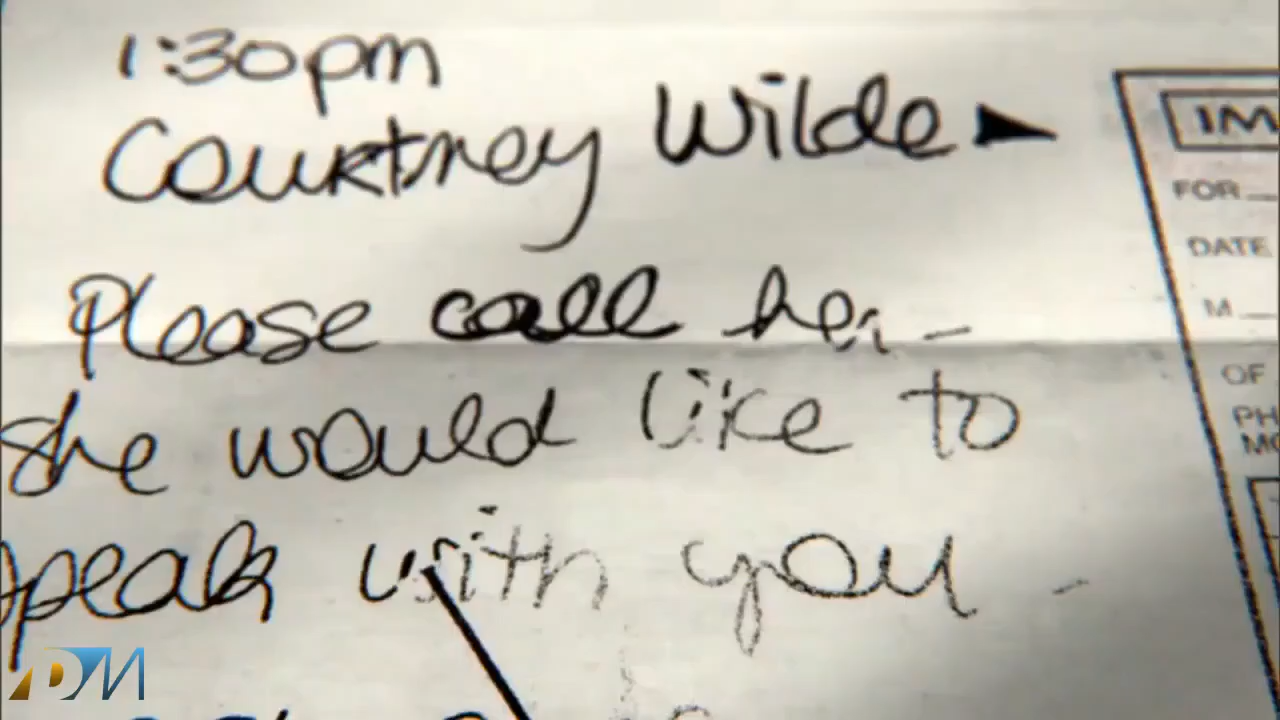 1:30pm
Courtney Wilde
Please call her -
she would like to
speak with you -
IM
FOR
DATE
M
OF
PH
MO
DM